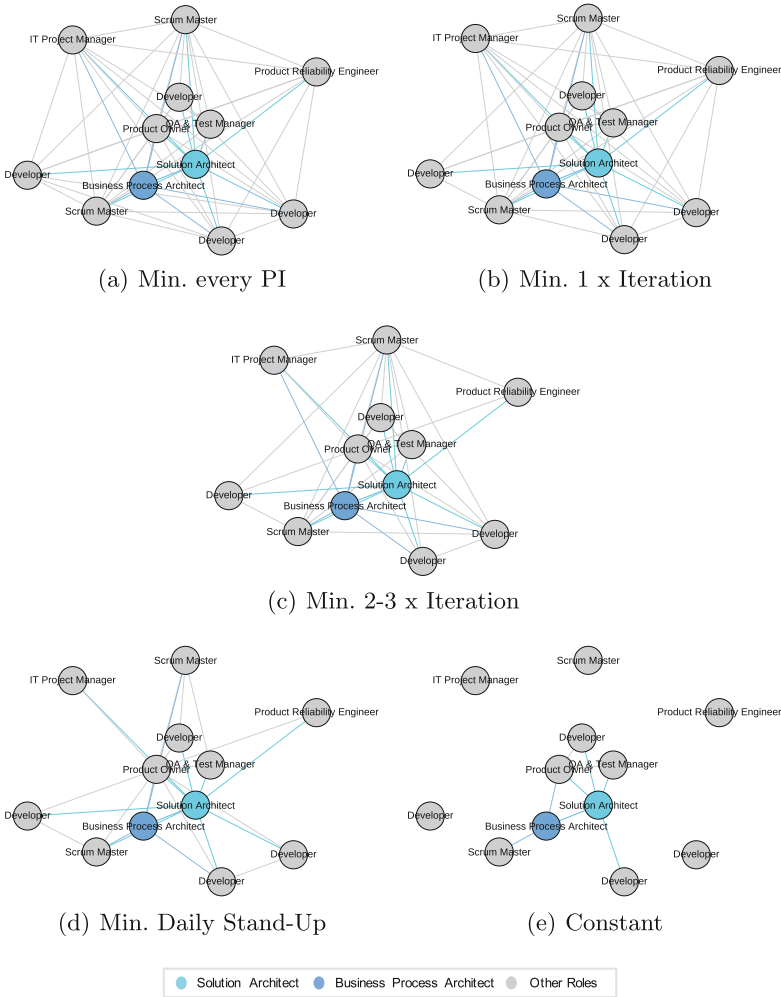 Scrum Master
IT Project Manager
Product Reliability Engineer
Developer
Product Owner
QA & Test Manager
Solution Architect
Developer
Business Process Architect
Scrum Master
Developer
Developer
(a) Min. every PI
Scrum Master
IT Project Manager
Product Reliability Engineer
Developer
Product Owner
QA & Test Manager
Solution Architect
Developer
Business Process Architect
Scrum Master
Developer
Developer
(b) Min. 1 x Iteration
Scrum Master
IT Project Manager
Product Reliability Engineer
Developer
Product Owner
QA & Test Manager
Solution Architect
Developer
Business Process Architect
Scrum Master
Developer
Developer
(c) Min. 2-3 x Iteration
Scrum Master
IT Project Manager
Product Reliability Engineer
Developer
Product Owner
QA & Test Manager
Solution Architect
Developer
Business Process Architect
Scrum Master
Developer
Developer
(d) Min. Daily Stand-Up
Scrum Master
IT Project Manager
Product Reliability Engineer
Developer
Product Owner
QA & Test Manager
Solution Architect
Developer
Business Process Architect
Scrum Master
Developer
Developer
(e) Constant
Solution Architect Business Process Architect Other Roles